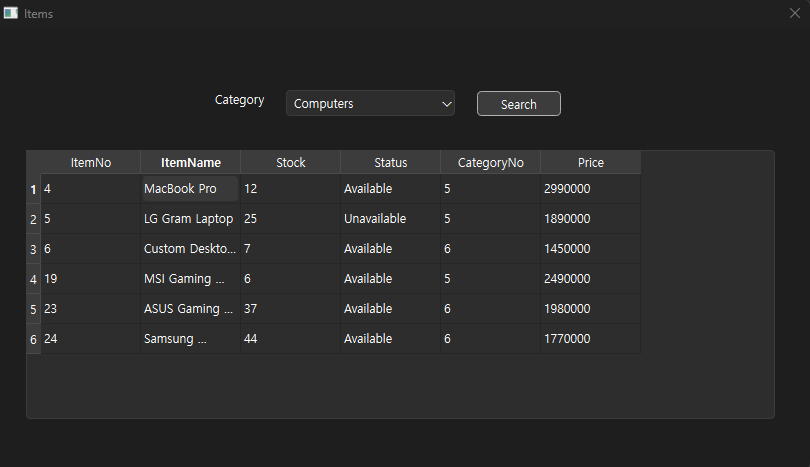 Items
Category Computers Search
ItemNo ItemName Stock Status CategoryNo Price
1 4 MacBook Pro 12 Available 5 2990000
2 5 LG Gram Laptop 25 Unavailable 5 1890000
3 6 Custom Deskto... 7 Available 6 1450000
4 19 MSI Gaming ... 6 Available 5 2490000
5 23 ASUS Gaming ... 37 Available 6 1980000
6 24 Samsung ... 44 Available 6 1770000